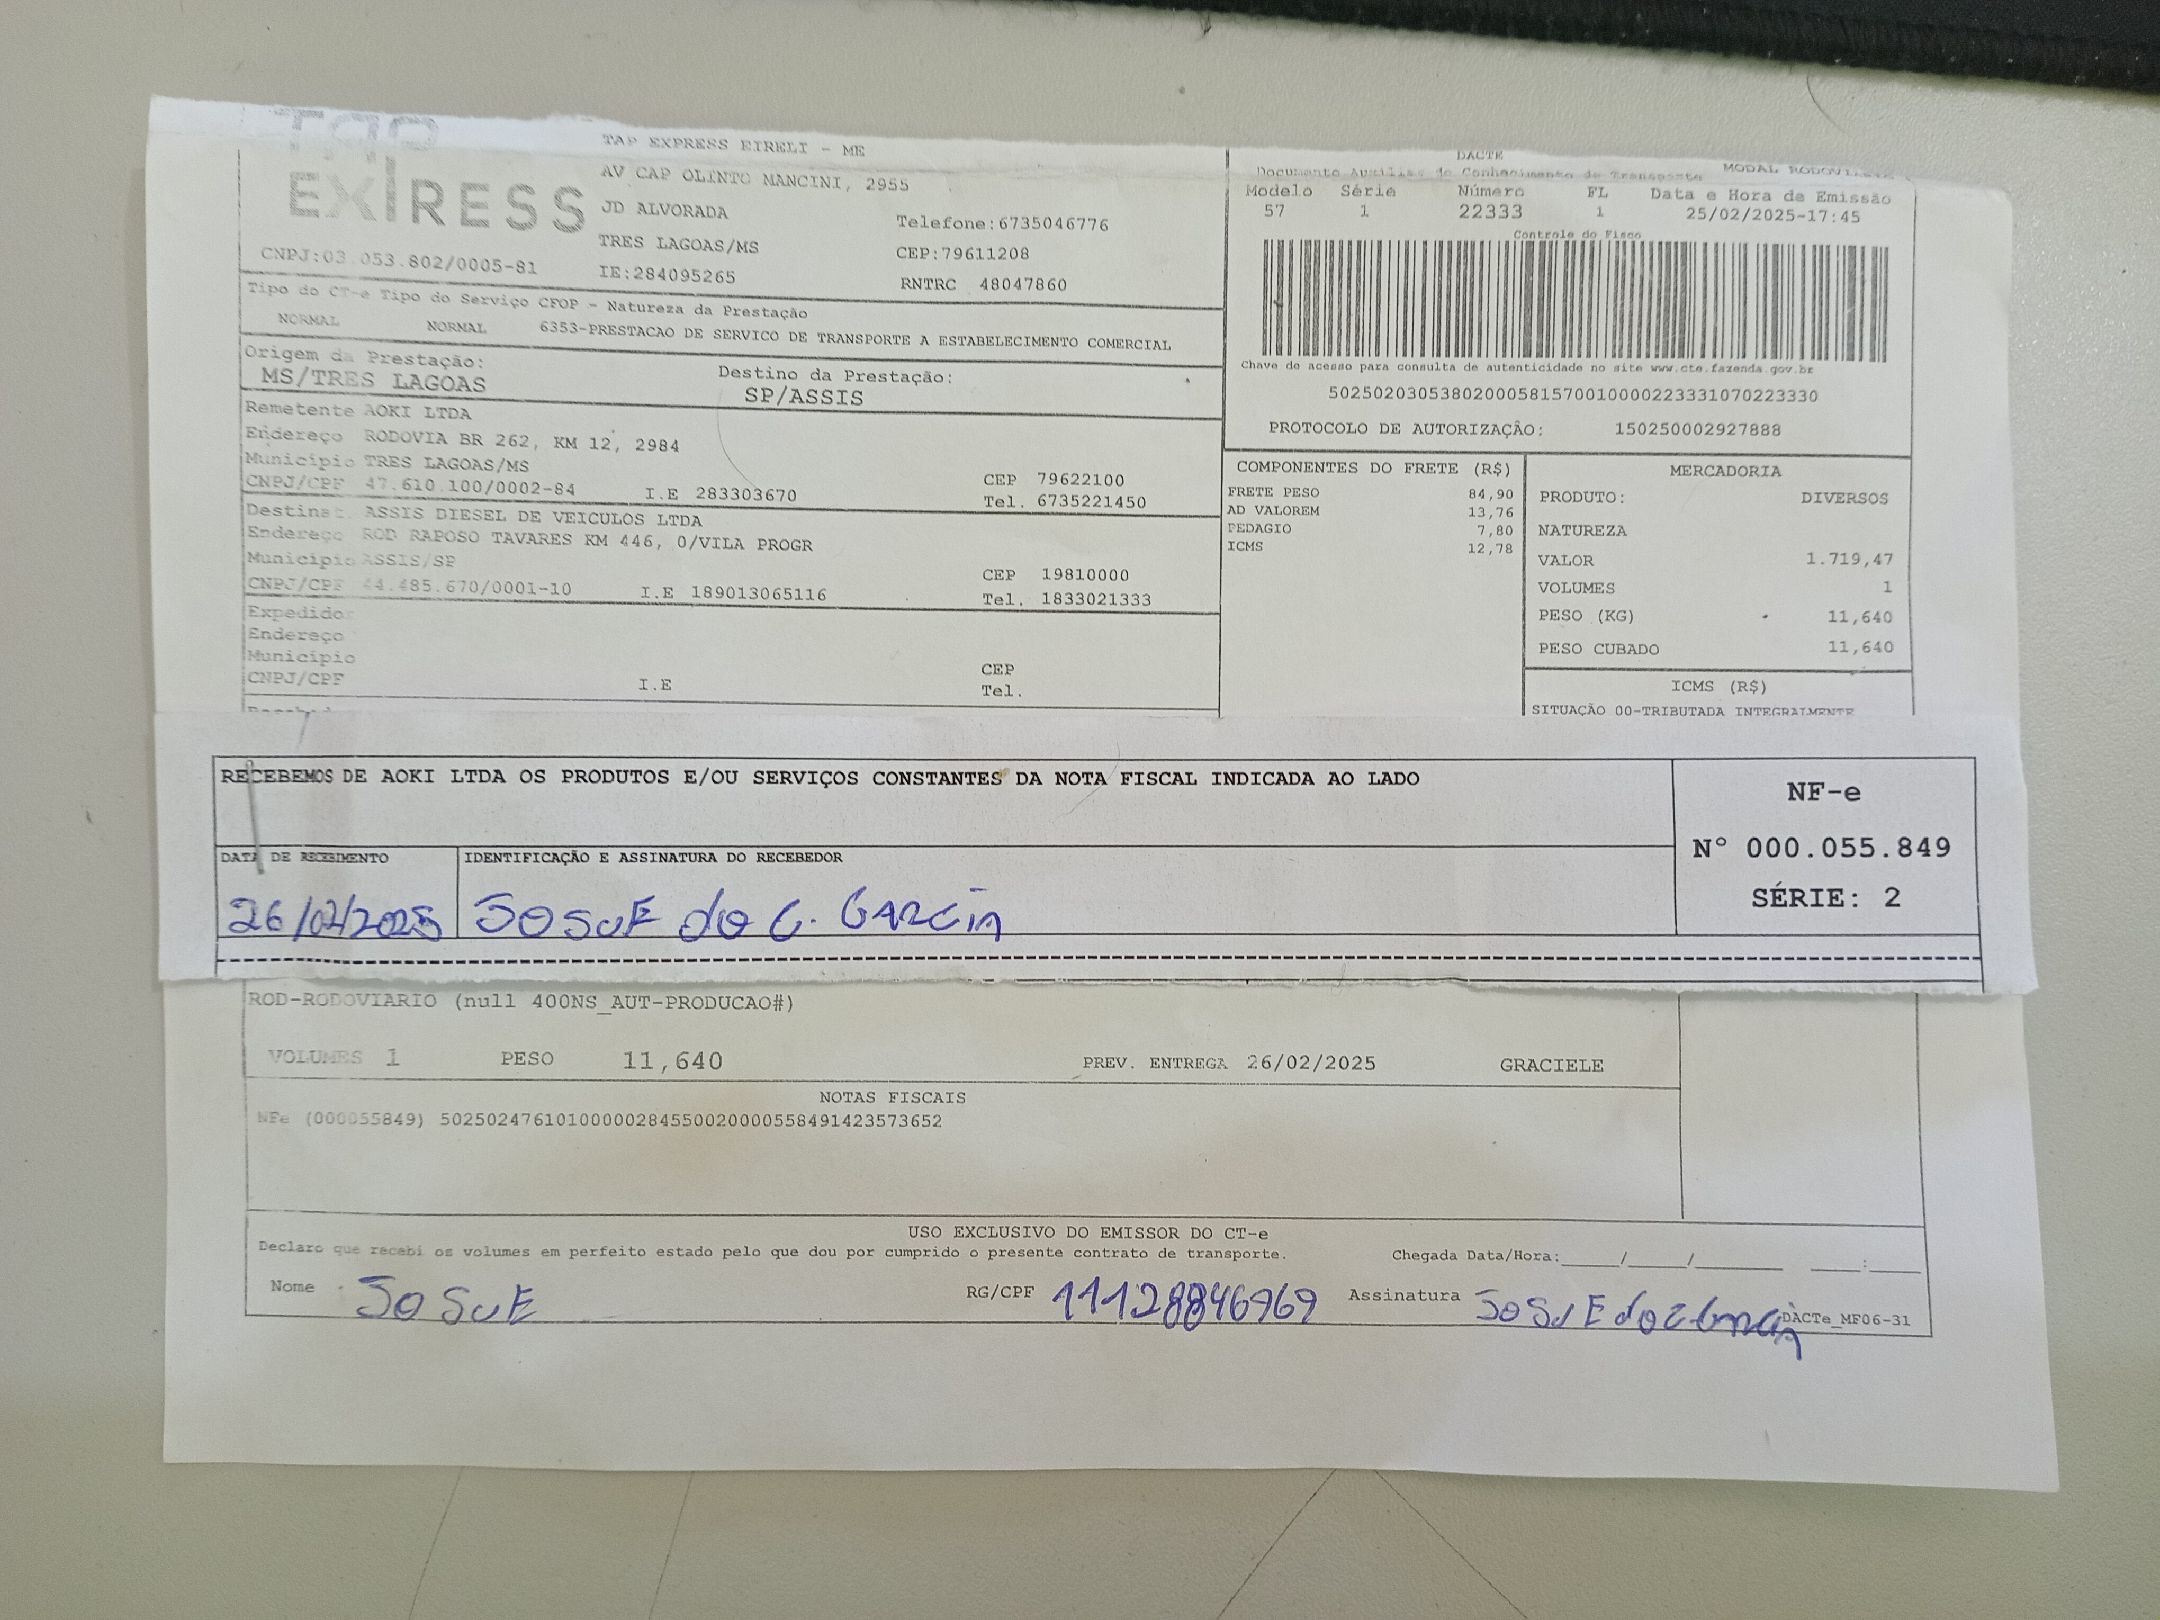 TAP
EXPRESS
TAP EXPRESS EIRELI - ME
AV CAP OLINTO MANCINI, 2955
JD ALVORADA
Telefone:6735046776
TRES LAGOAS/MS
CEP:79611208
CNPJ:03.053.802/0005-81
IE:284095265
RNTRC 48047860
Tipo do CT-e Tipo do Serviço CFOP - Natureza da Prestação
NORMAL NORMAL 6353-PRESTACAO DE SERVICO DE TRANSPORTE A ESTABELECIMENTO COMERCIAL
Origem da Prestação: Destino da Prestação:
MS/TRES LAGOAS SP/ASSIS
Remetente AOKI LTDA
Endereço RODOVIA BR 262, KM 12, 2984
Município TRES LAGOAS/MS CEP 79622100
CNPJ/CPF 47.610.100/0002-84 I.E 283303670 Tel. 6735221450
Destinat. ASSIS DIESEL DE VEICULOS LTDA
Endereço ROD RAPOSO TAVARES KM 446, 0/VILA PROGR
Município ASSIS/SP CEP 19810000
CNPJ/CPF 44.485.670/0001-10 I.E 189013065116 Tel. 1833021333
Expedidor
Endereço
Município CEP
CNPJ/CPF I.E Tel.
DACTE
Documento Auxiliar do Conhecimento de Transporte MODAL RODOVIARIO
Modelo Série Número FL Data e Hora de Emissão
57 1 22333 1 25/02/2025-17:45
Controle do Fisco
Chave de acesso para consulta de autenticidade no site www.cte.fazenda.gov.br
50250203053802000581570010000223331070223330
PROTOCOLO DE AUTORIZAÇÃO: 150250002927888
COMPONENTES DO FRETE (R$)
FRETE PESO 84,90
AD VALOREM 13,76
PEDAGIO 7,80
ICMS 12,78
MERCADORIA
PRODUTO: DIVERSOS
NATUREZA
VALOR 1.719,47
VOLUMES 1
PESO (KG) 11,640
PESO CUBADO 11,640
ICMS (R$)
SITUAÇÃO 00-TRIBUTADA INTEGRALMENTE
RECEBEMOS DE AOKI LTDA OS PRODUTOS E/OU SERVIÇOS CONSTANTES DA NOTA FISCAL INDICADA AO LADO
DATA DE RECEBIMENTO IDENTIFICAÇÃO E ASSINATURA DO RECEBEDOR
26/02/2025 JOSUE do C. GARCIA
NF-e
N° 000.055.849
SÉRIE: 2
ROD-RODOVIARIO (null 400NS_AUT-PRODUCAO#)
VOLUMES 1 PESO 11,640 PREV. ENTREGA 26/02/2025 GRACIELE
NOTAS FISCAIS
NFe (000055849) 50250247610100000284550020000558491423573652
USO EXCLUSIVO DO EMISSOR DO CT-e
Declaro que recebi os volumes em perfeito estado pelo que dou por cumprido o presente contrato de transporte. Chegada Data/Hora:_____/_____/_______ ____:____
Nome JOSUE RG/CPF 11128846969 Assinatura JOSUE do
DACTe_MF06-31